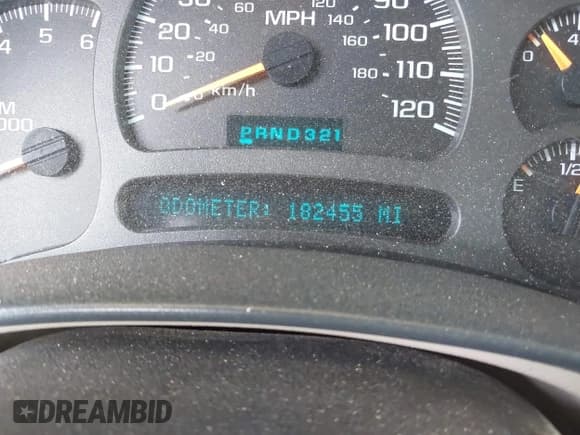 30 60 MPH 120 140 90
20 40 160 100
10 20 180 110
0 km/h 120
4 5 6
PRND321
ODOMETER: 182455 MI
0 4
E 1/2
DREAMBID